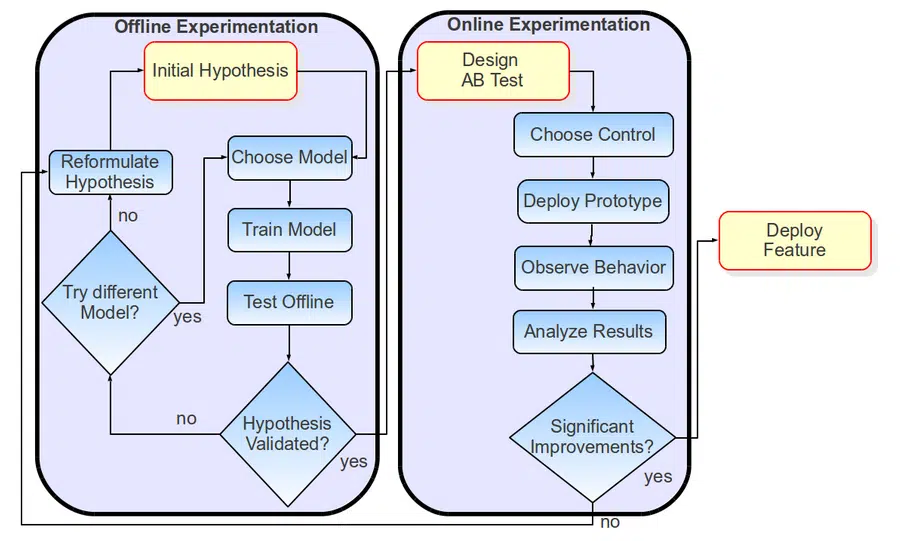 Offline Experimentation
Initial Hypothesis
Reformulate
Hypothesis
Choose Model
no
Train Model
Try different
Model?
yes
Test Offline
no
Hypothesis
Validated?
yes
Online Experimentation
Design
AB Test
Choose Control
Deploy Prototype
Observe Behavior
Analyze Results
Significant
Improvements?
yes
no
Deploy
Feature